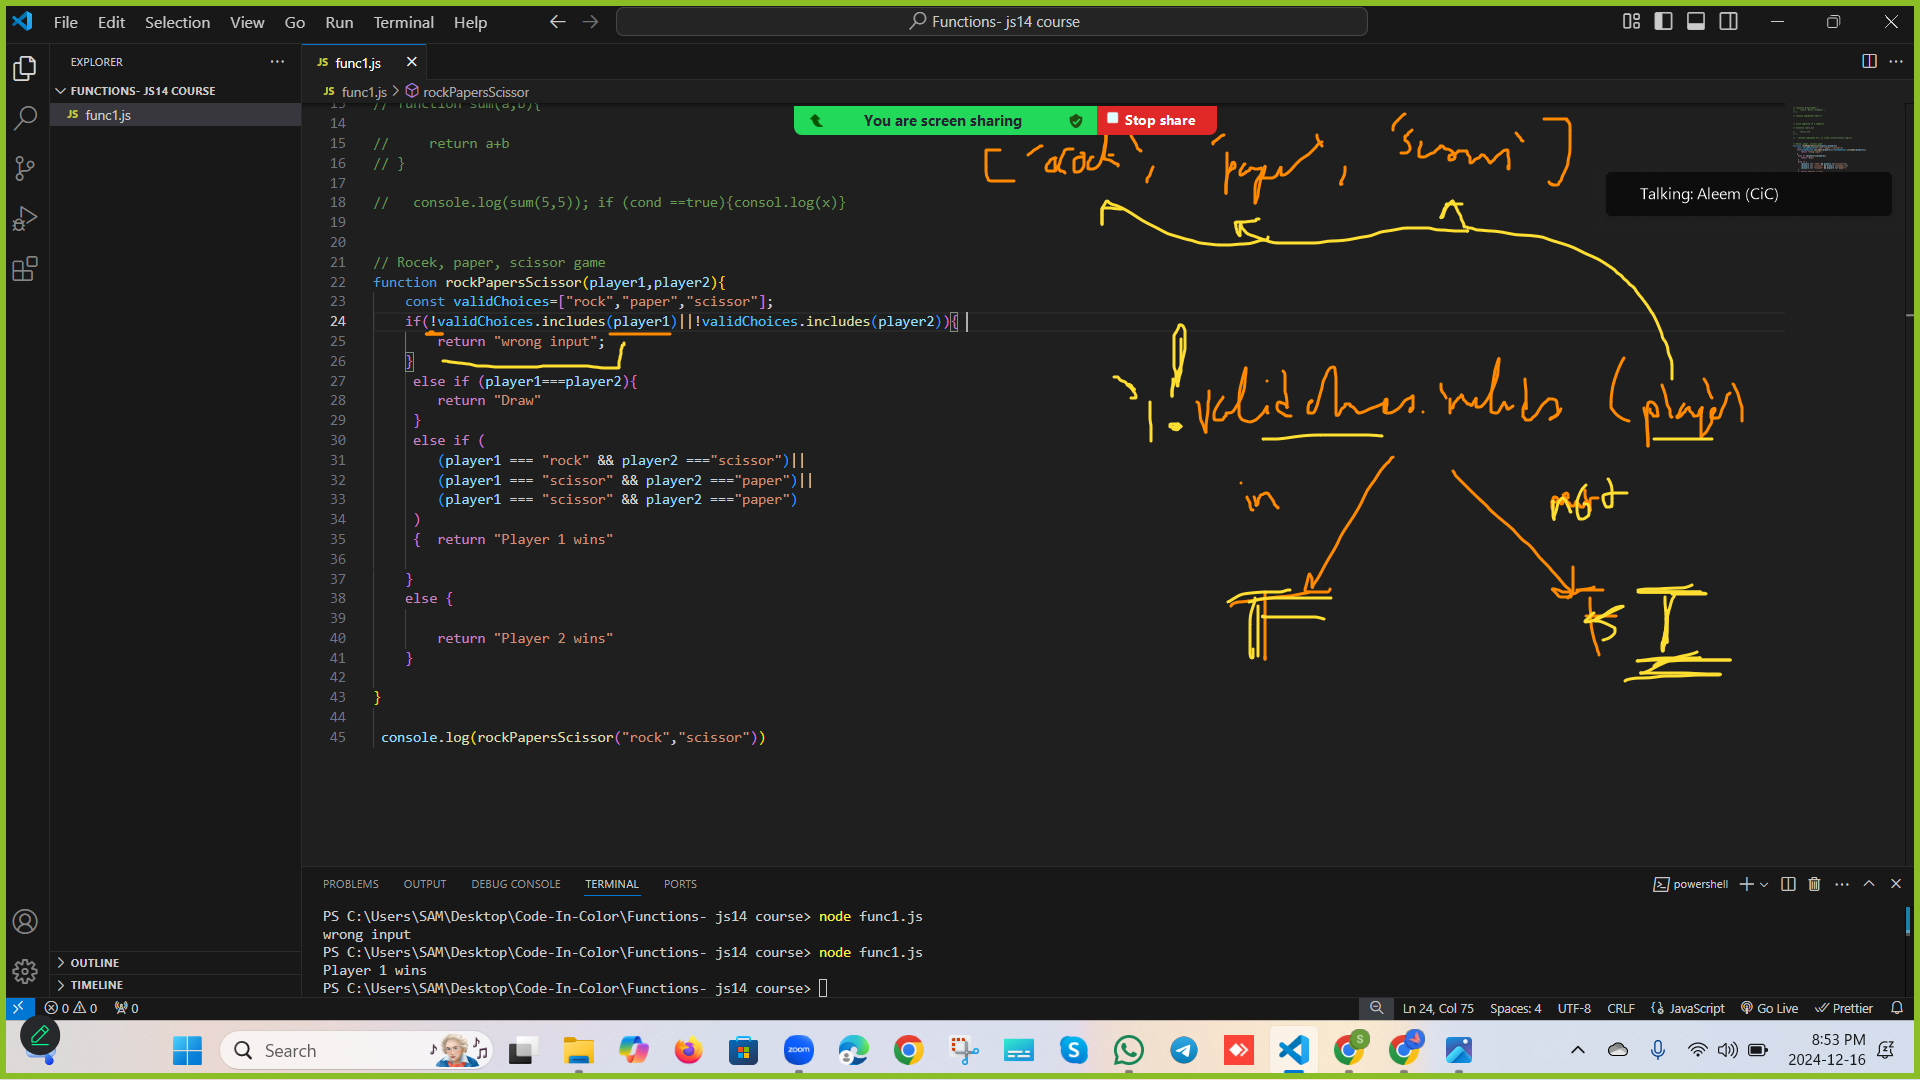 File Edit Selection View Go Run Terminal Help
Functions- js14 course
EXPLORER
FUNCTIONS- JS14 COURSE
JS func1.js
JS func1.js
JS func1.js > rockPapersScissor
You are screen sharing
Stop share
Talking: Aleem (CiC)
13 // function sum(a,b){
14
15 // return a+b
16 // }
17
18 // console.log(sum(5,5)); if (cond ==true){consol.log(x)}
19
20
21 // Rocek, paper, scissor game
22 function rockPapersScissor(player1,player2){
23 const validChoices=["rock","paper","scissor"];
24 if(!validChoices.includes(player1)||!validChoices.includes(player2)){
25 return "wrong input";
26 }
27 else if (player1===player2){
28 return "Draw"
29 }
30 else if (
31 (player1 === "rock" && player2 ==="scissor")||
32 (player1 === "scissor" && player2 ==="paper")||
33 (player1 === "scissor" && player2 ==="paper")
34 )
35 { return "Player 1 wins"
36
37 }
38 else {
39
40 return "Player 2 wins"
41 }
42
43 }
44
45 console.log(rockPapersScissor("rock","scissor"))
in
not
PROBLEMS OUTPUT DEBUG CONSOLE TERMINAL PORTS
powershell
PS C:\Users\SAM\Desktop\Code-In-Color\Functions- js14 course> node func1.js
wrong input
PS C:\Users\SAM\Desktop\Code-In-Color\Functions- js14 course> node func1.js
Player 1 wins
PS C:\Users\SAM\Desktop\Code-In-Color\Functions- js14 course>
OUTLINE
TIMELINE
0 0 0
Ln 24, Col 75 Spaces: 4 UTF-8 CRLF {} JavaScript Go Live Prettier
Search
zoom
8:53 PM
2024-12-16